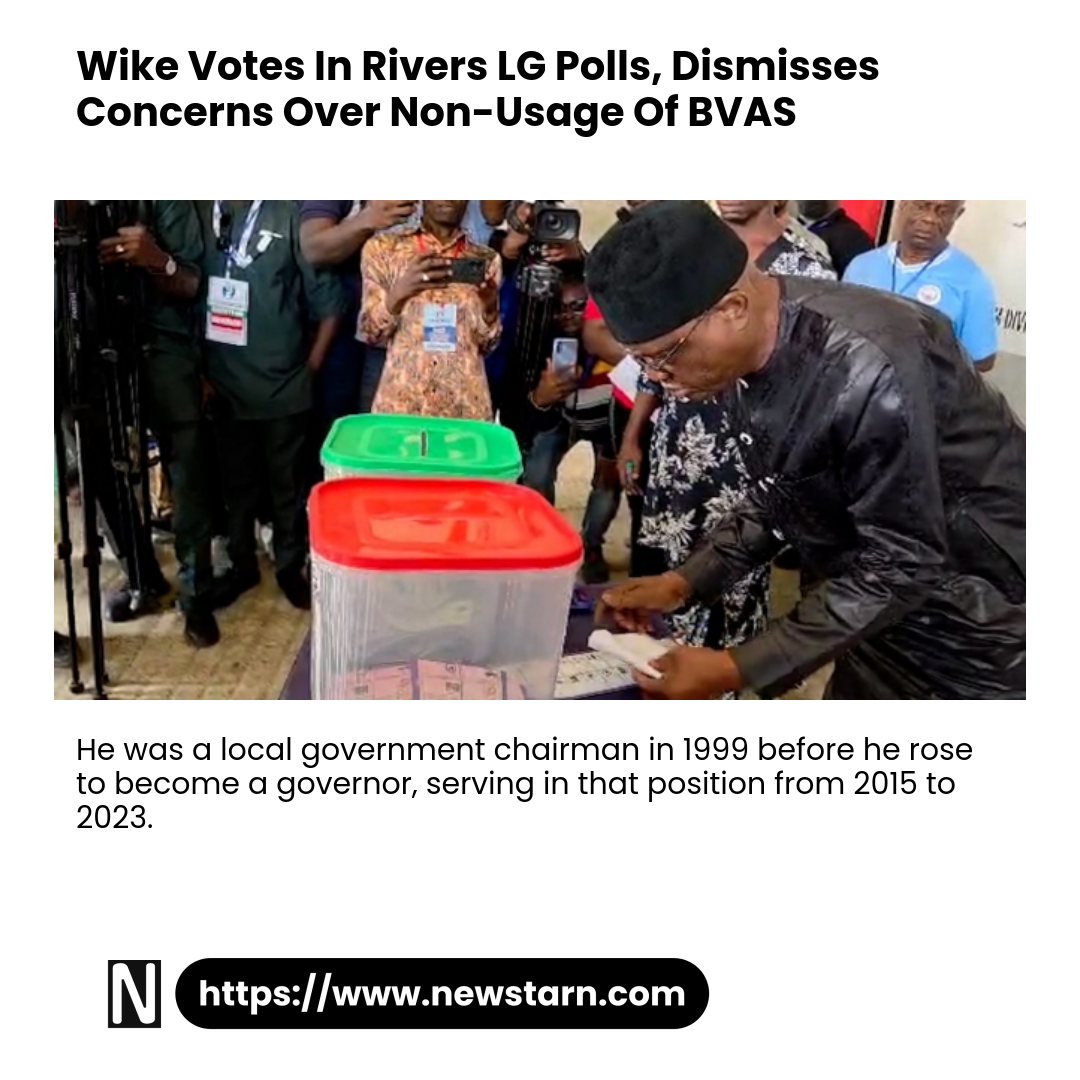 Wike Votes In Rivers LG Polls, Dismisses
Concerns Over Non-Usage Of BVAS
He was a local government chairman in 1999 before he rose
to become a governor, serving in that position from 2015 to
2023.
N
https://www.newstarn.com